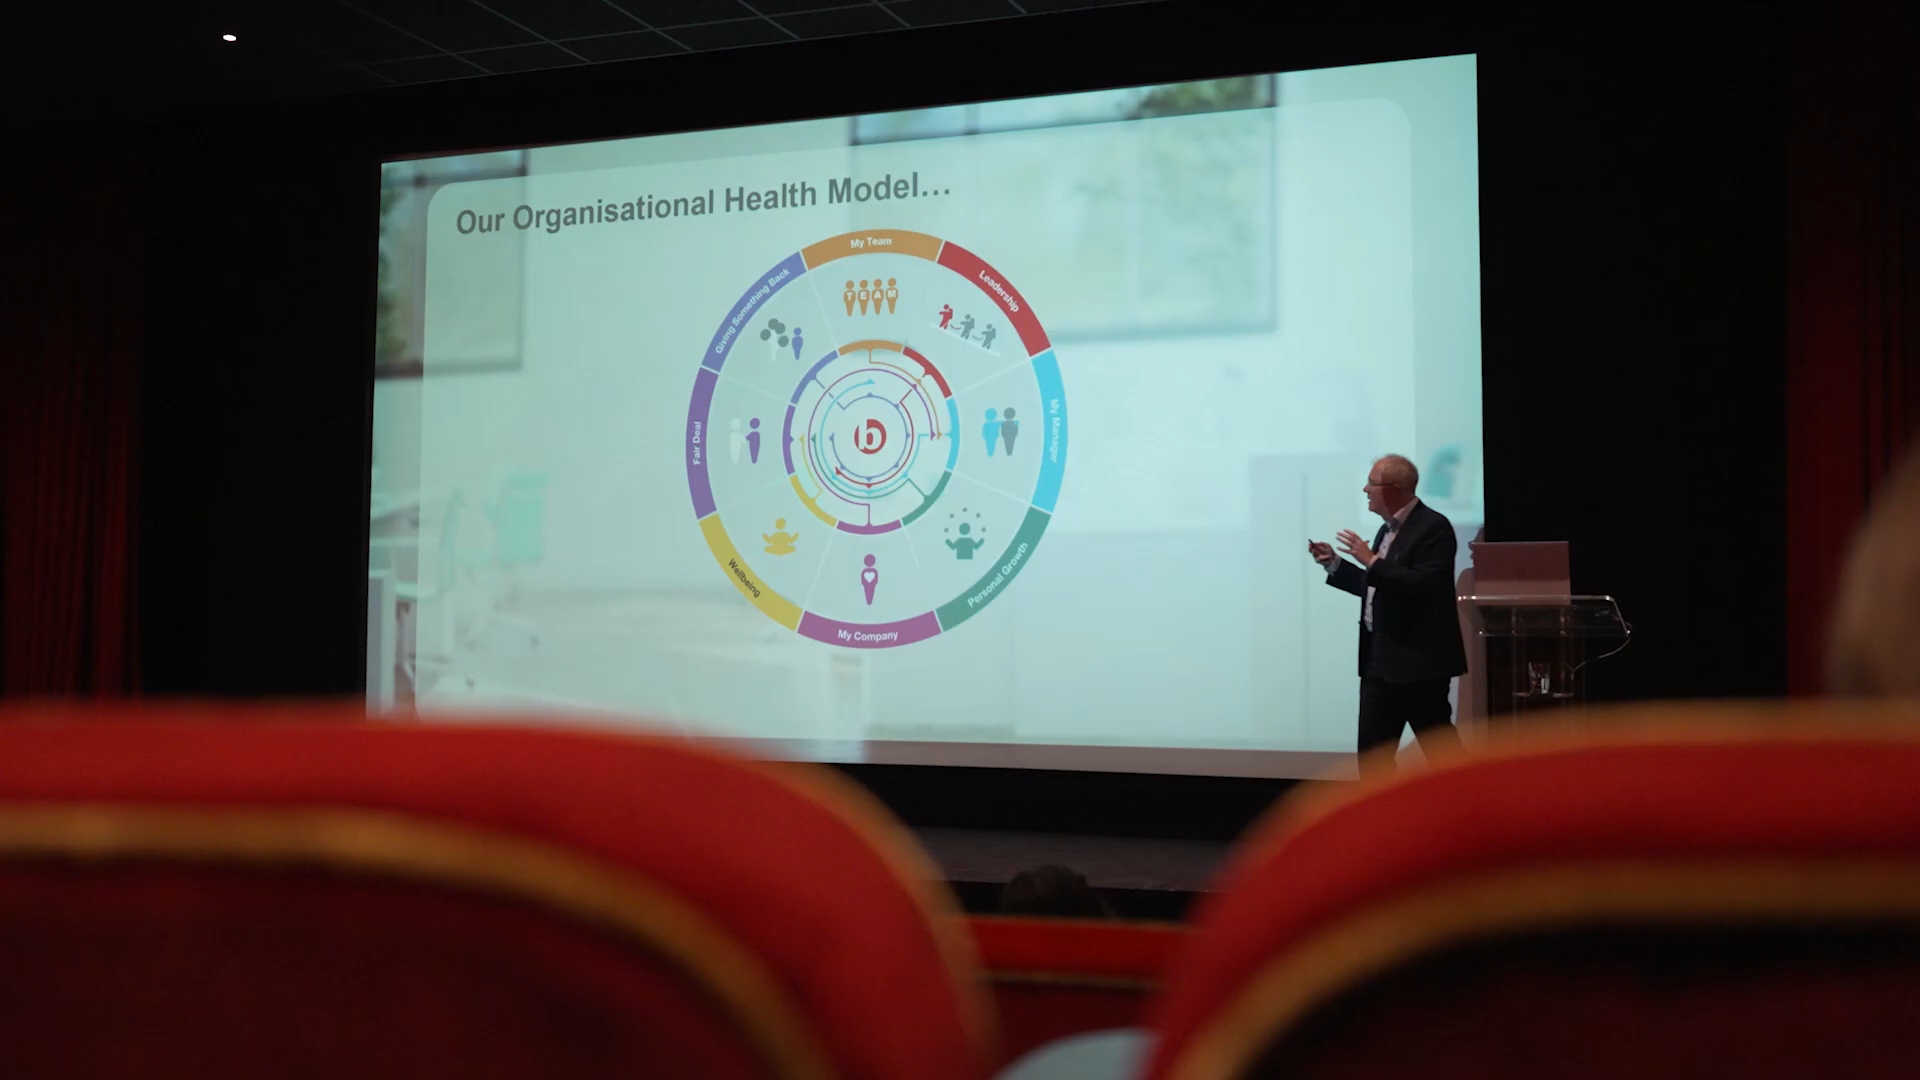 Our Organisational Health Model...
My Team
Leadership
My Manager
Personal Growth
My Company
Wellbeing
Fair Deal
Giving Something Back
TEAM
b